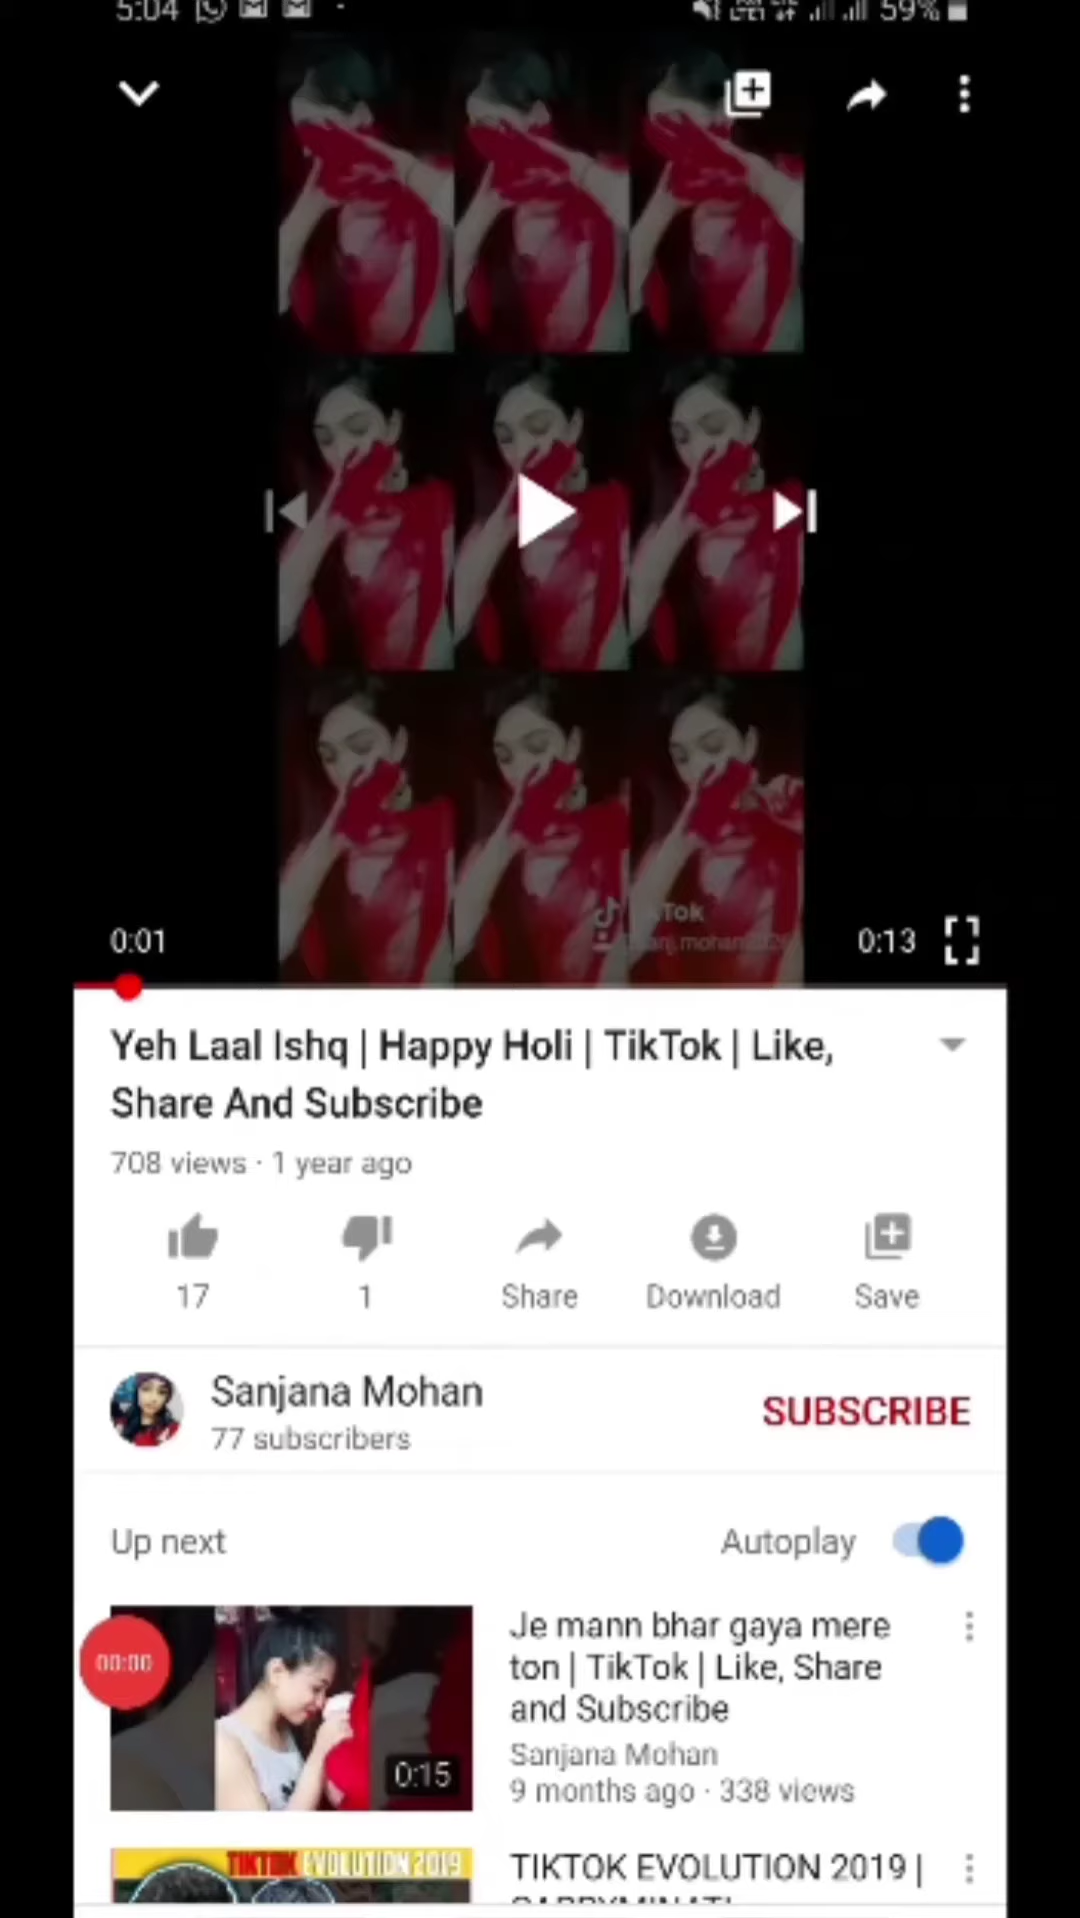 5:04
59%
0:01
0:13
Yeh Laal Ishq | Happy Holi | TikTok | Like,
Share And Subscribe
708 views · 1 year ago
17
1
Share
Download
Save
Sanjana Mohan
77 subscribers
SUBSCRIBE
Up next
Autoplay
00:00
0:15
Je mann bhar gaya mere
ton | TikTok | Like, Share
and Subscribe
Sanjana Mohan
9 months ago · 338 views
TIKTOK EVOLUTION 2019
TIKTOK EVOLUTION 2019 |